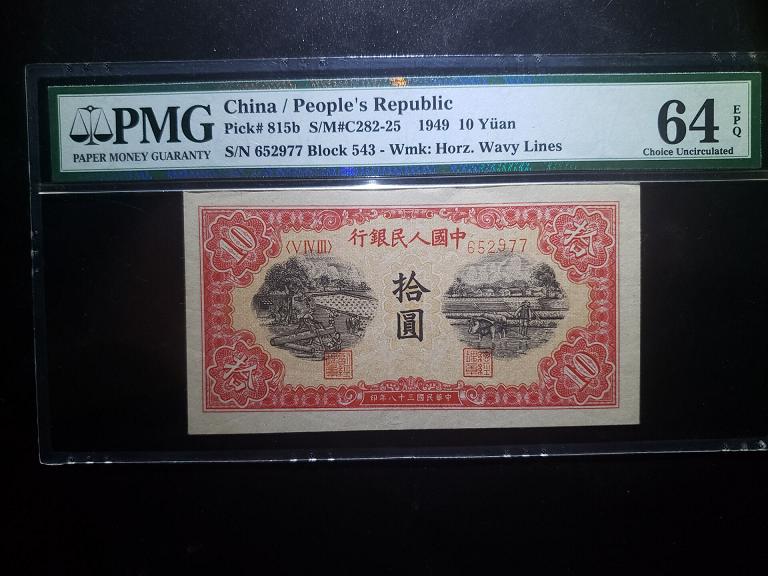 PMG
PAPER MONEY GUARANTY
China / People's Republic
Pick# 815b S/M#C282-25 1949 10 Yüan
S/N 652977 Block 543 - Wmk: Horz. Wavy Lines
64
EPQ
Choice Uncirculated
10
行銀民人國中
〈VIVIII〉
652977
拾
圓
10
印年八十三國民華中